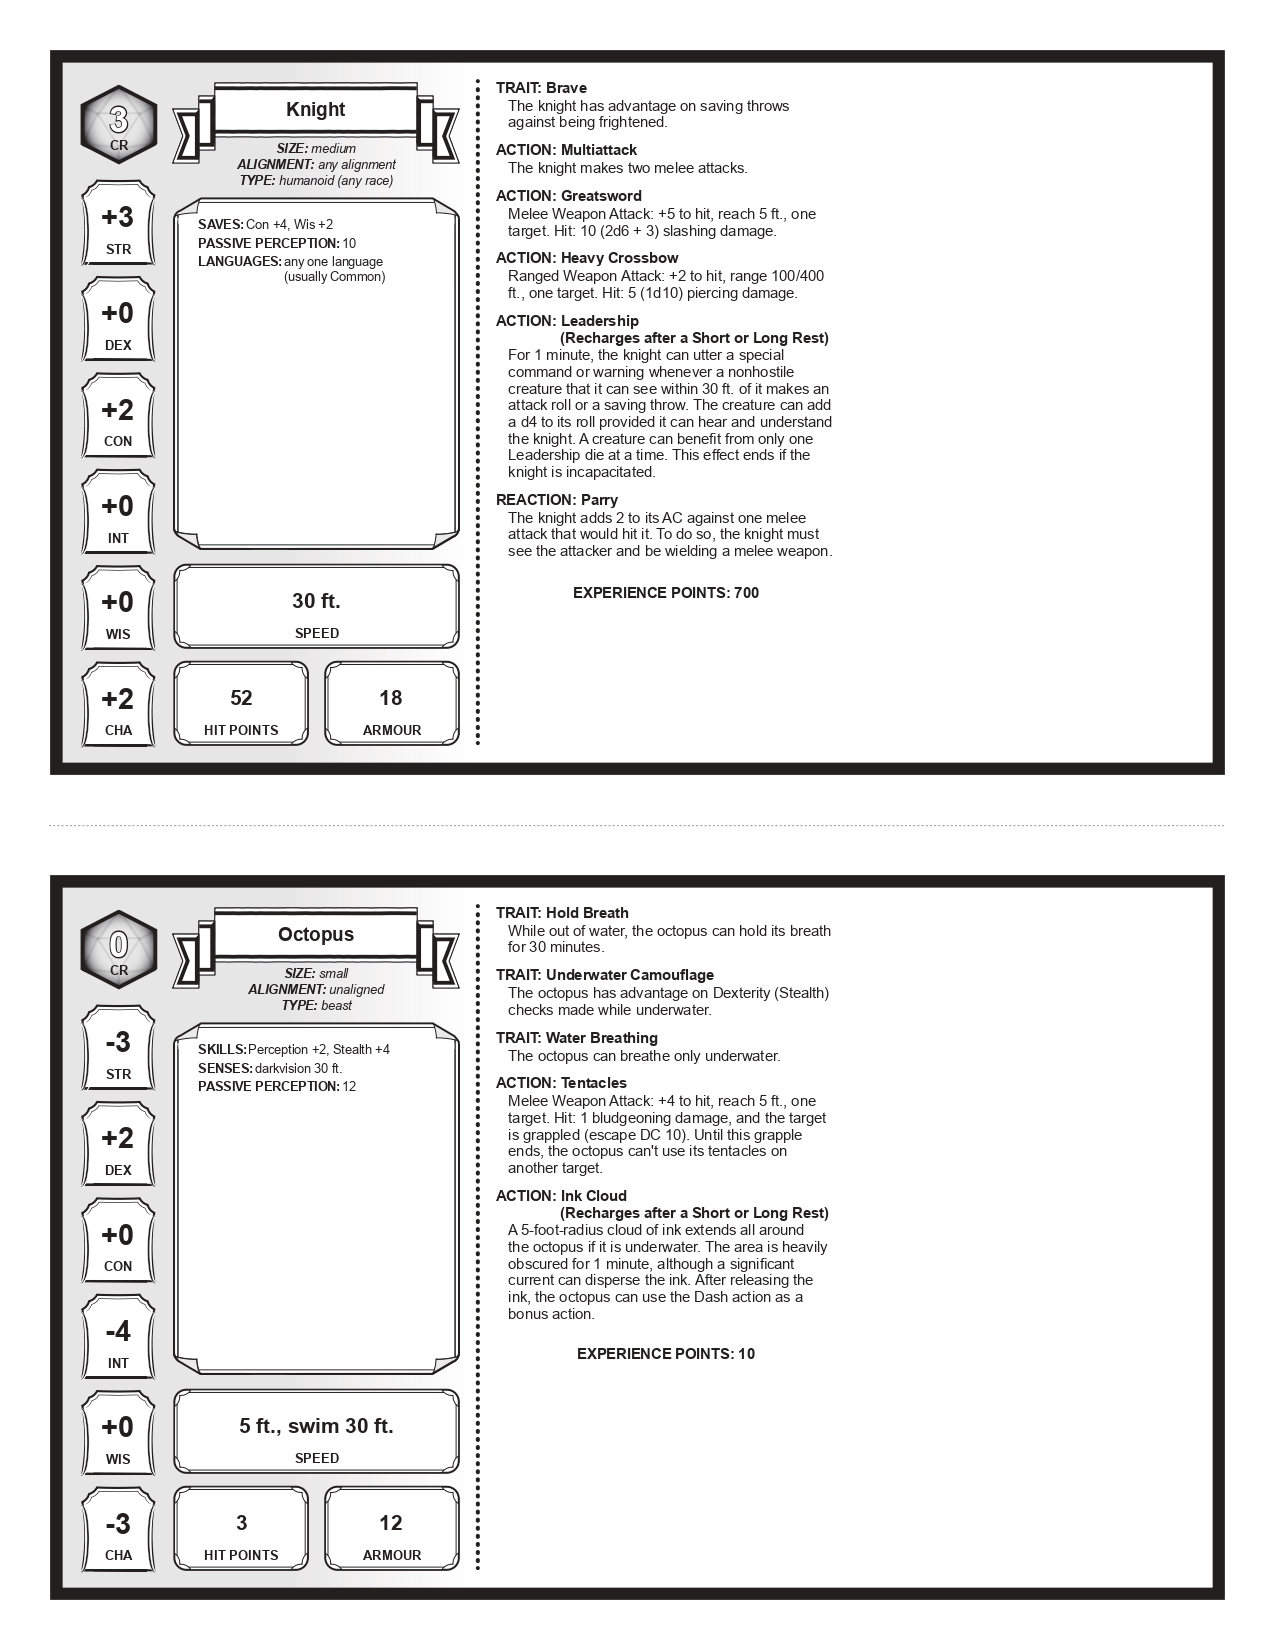 3
CR
Knight
SIZE: medium
ALIGNMENT: any alignment
TYPE: humanoid (any race)
+3
STR
+0
DEX
+2
CON
+0
INT
+0
WIS
+2
CHA
SAVES: Con +4, Wis +2
PASSIVE PERCEPTION: 10
LANGUAGES: any one language
(usually Common)
30 ft.
SPEED
52
HIT POINTS
18
ARMOUR
TRAIT: Brave
The knight has advantage on saving throws
against being frightened.
ACTION: Multiattack
The knight makes two melee attacks.
ACTION: Greatsword
Melee Weapon Attack: +5 to hit, reach 5 ft., one
target. Hit: 10 (2d6 + 3) slashing damage.
ACTION: Heavy Crossbow
Ranged Weapon Attack: +2 to hit, range 100/400
ft., one target. Hit: 5 (1d10) piercing damage.
ACTION: Leadership
(Recharges after a Short or Long Rest)
For 1 minute, the knight can utter a special
command or warning whenever a nonhostile
creature that it can see within 30 ft. of it makes an
attack roll or a saving throw. The creature can add
a d4 to its roll provided it can hear and understand
the knight. A creature can benefit from only one
Leadership die at a time. This effect ends if the
knight is incapacitated.
REACTION: Parry
The knight adds 2 to its AC against one melee
attack that would hit it. To do so, the knight must
see the attacker and be wielding a melee weapon.
EXPERIENCE POINTS: 700
0
CR
Octopus
SIZE: small
ALIGNMENT: unaligned
TYPE: beast
-3
STR
+2
DEX
+0
CON
-4
INT
+0
WIS
-3
CHA
SKILLS: Perception +2, Stealth +4
SENSES: darkvision 30 ft.
PASSIVE PERCEPTION: 12
5 ft., swim 30 ft.
SPEED
3
HIT POINTS
12
ARMOUR
TRAIT: Hold Breath
While out of water, the octopus can hold its breath
for 30 minutes.
TRAIT: Underwater Camouflage
The octopus has advantage on Dexterity (Stealth)
checks made while underwater.
TRAIT: Water Breathing
The octopus can breathe only underwater.
ACTION: Tentacles
Melee Weapon Attack: +4 to hit, reach 5 ft., one
target. Hit: 1 bludgeoning damage, and the target
is grappled (escape DC 10). Until this grapple
ends, the octopus can't use its tentacles on
another target.
ACTION: Ink Cloud
(Recharges after a Short or Long Rest)
A 5-foot-radius cloud of ink extends all around
the octopus if it is underwater. The area is heavily
obscured for 1 minute, although a significant
current can disperse the ink. After releasing the
ink, the octopus can use the Dash action as a
bonus action.
EXPERIENCE POINTS: 10